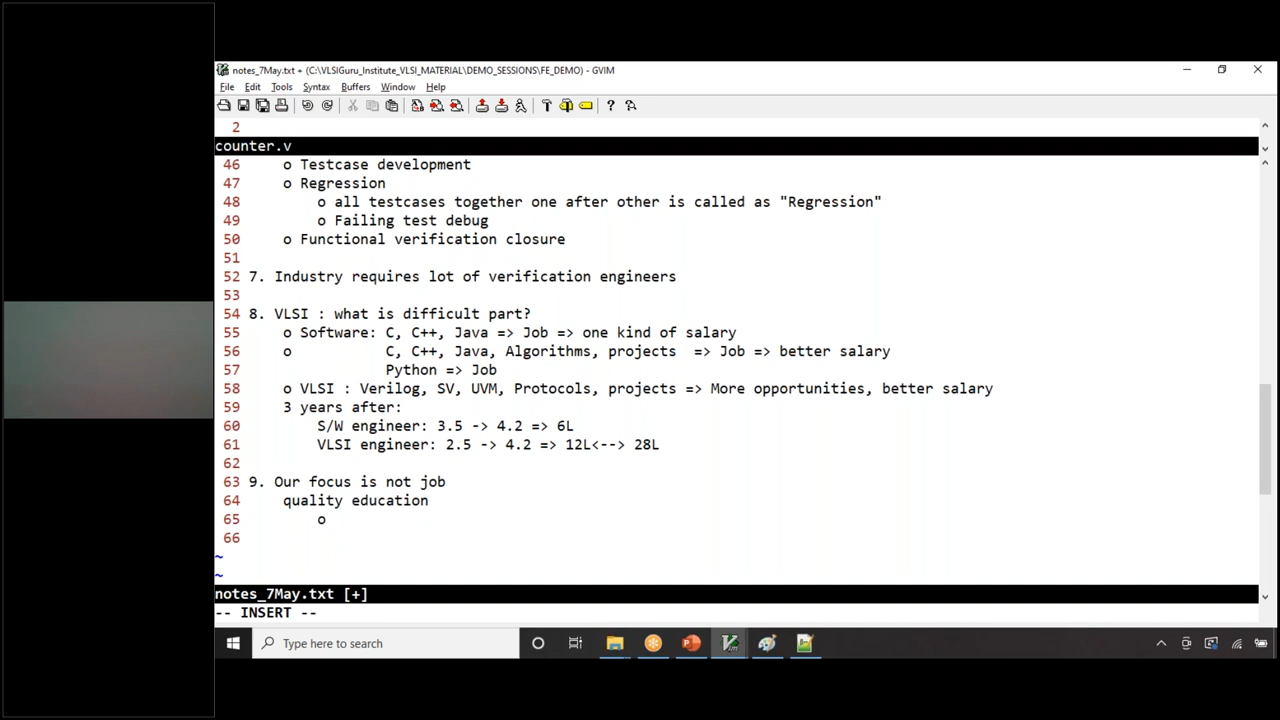 notes_7May.txt + (C:\VLSIGuru_Institute_VLSI_MATERIAL\DEMO_SESSIONS\FE_DEMO) - GVIM
File Edit Tools Syntax Buffers Window Help
2
counter.v
46 o Testcase development
47 o Regression
48 o all testcases together one after other is called as "Regression"
49 o Failing test debug
50 o Functional verification closure
51
52 7. Industry requires lot of verification engineers
53
54 8. VLSI : what is difficult part?
55 o Software: C, C++, Java => Job => one kind of salary
56 o C, C++, Java, Algorithms, projects => Job => better salary
57 Python => Job
58 o VLSI : Verilog, SV, UVM, Protocols, projects => More opportunities, better salary
59 3 years after:
60 S/W engineer: 3.5 -> 4.2 => 6L
61 VLSI engineer: 2.5 -> 4.2 => 12L<--> 28L
62
63 9. Our focus is not job
64 quality education
65 o
66
~
~
notes_7May.txt [+]
-- INSERT --
Type here to search